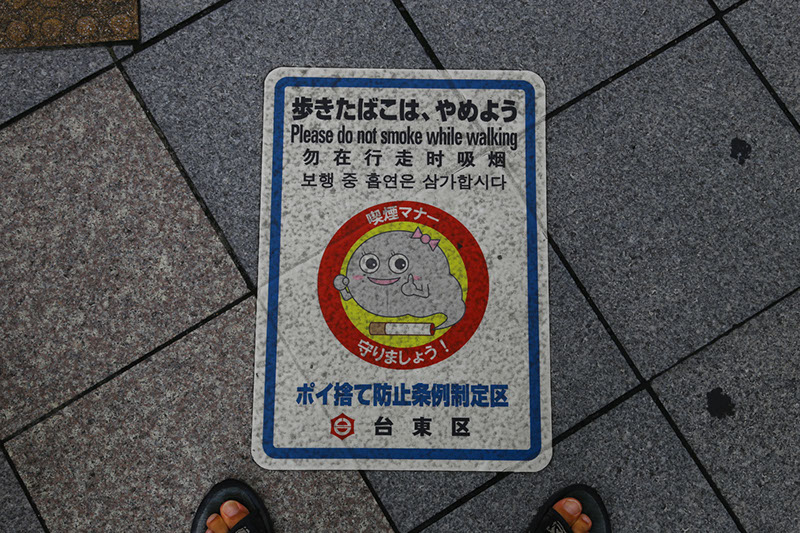 歩きたばこは、やめよう
Please do not smoke while walking
勿在行走时吸烟
보행 중 흡연은 삼가합시다
喫煙マナー
守りましょう!
ポイ捨て防止条例制定区
台東区